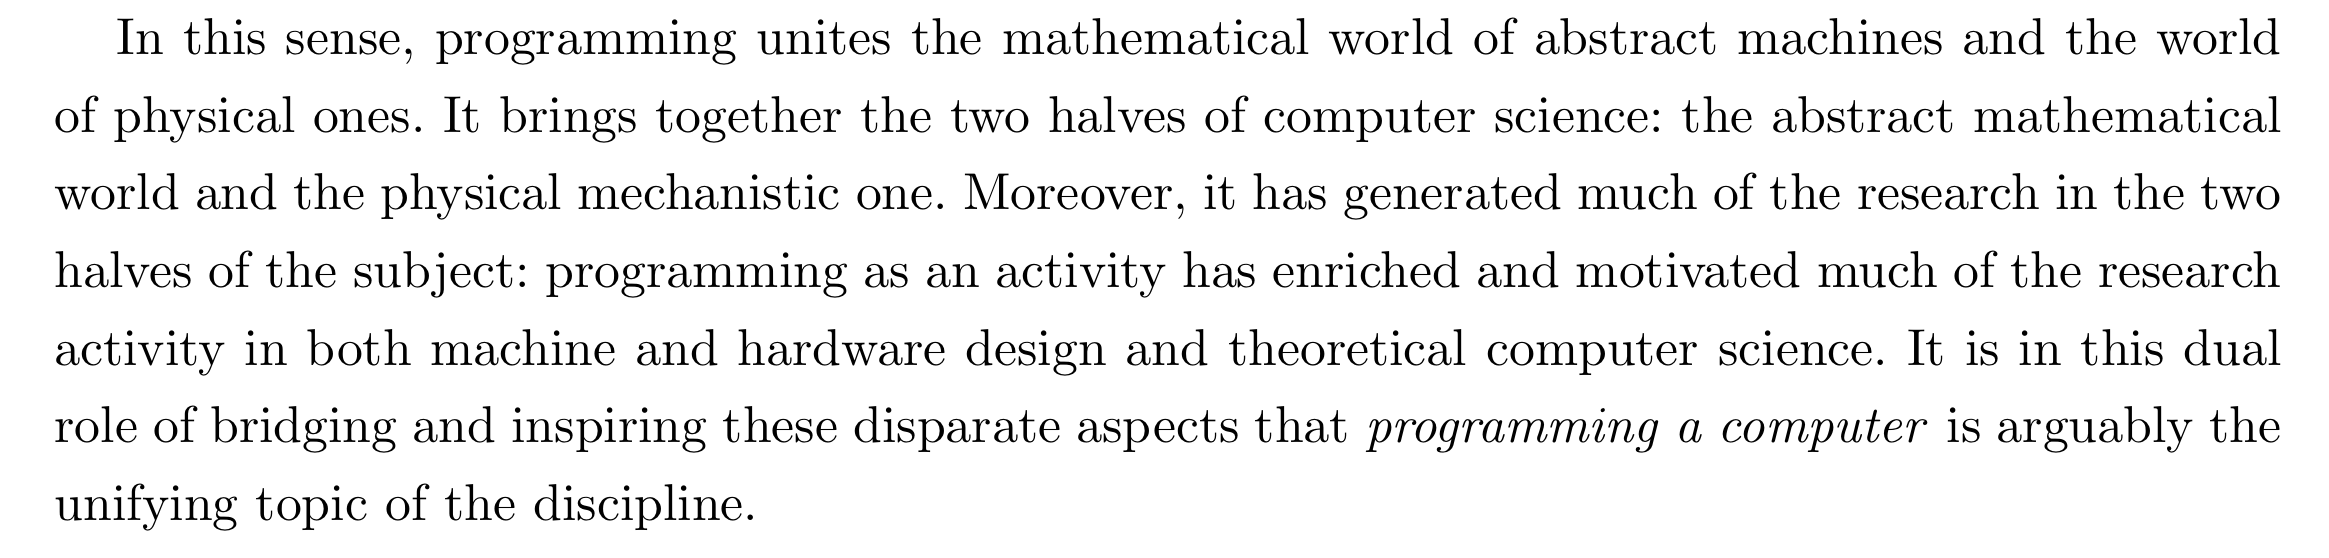 In this sense, programming unites the mathematical world of abstract machines and the world
of physical ones. It brings together the two halves of computer science: the abstract mathematical
world and the physical mechanistic one. Moreover, it has generated much of the research in the two
halves of the subject: programming as an activity has enriched and motivated much of the research
activity in both machine and hardware design and theoretical computer science. It is in this dual
role of bridging and inspiring these disparate aspects that programming a computer is arguably the
unifying topic of the discipline.